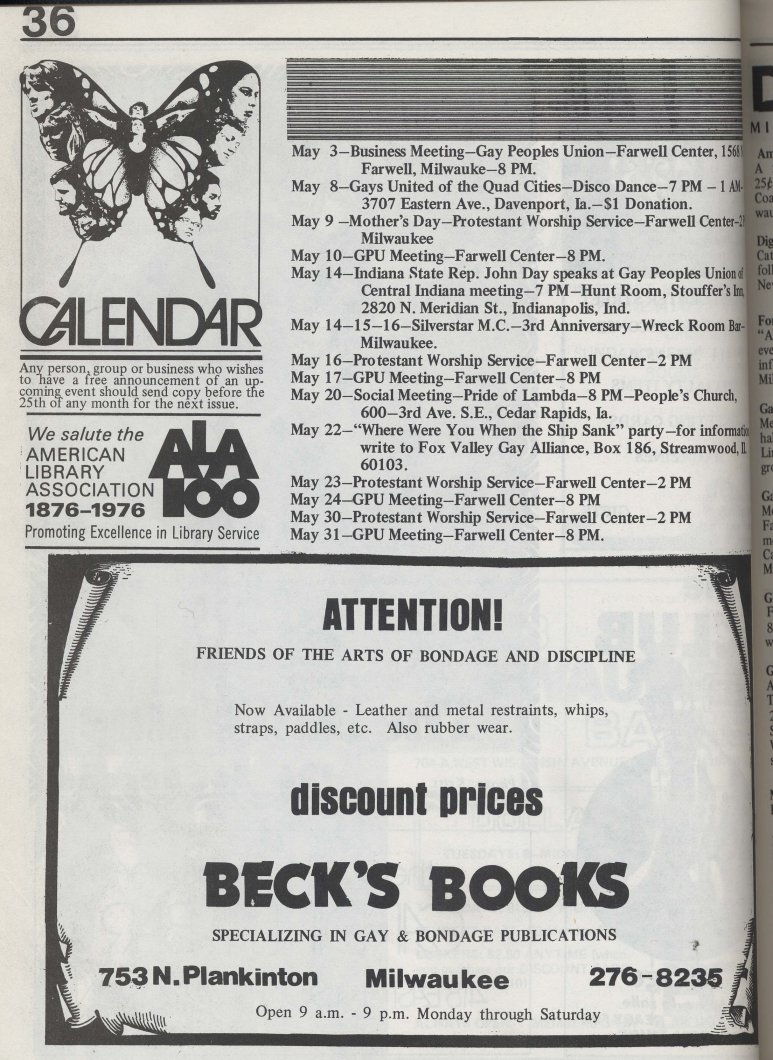 36
CALENDAR
Any person, group or business who wishes
to have a free announcement of an up-
coming event should send copy before the
25th of any month for the next issue.
We salute the
AMERICAN
LIBRARY
ASSOCIATION
1876-1976
ALA
100
Promoting Excellence in Library Service
May 3—Business Meeting—Gay Peoples Union—Farwell Center, 1568
Farwell, Milwauke—8 PM.
May 8—Gays United of the Quad Cities—Disco Dance—7 PM – 1 AM-
3707 Eastern Ave., Davenport, Ia.—$1 Donation.
May 9 —Mother's Day—Protestant Worship Service—Farwell Center-
Milwaukee
May 10—GPU Meeting—Farwell Center—8 PM.
May 14—Indiana State Rep. John Day speaks at Gay Peoples Union of
Central Indiana meeting—7 PM—Hunt Room, Stouffer's Inn,
2820 N. Meridian St., Indianapolis, Ind.
May 14—15—16—Silverstar M.C.—3rd Anniversary—Wreck Room Bar-
Milwaukee.
May 16—Protestant Worship Service—Farwell Center—2 PM
May 17—GPU Meeting—Farwell Center—8 PM
May 20—Social Meeting—Pride of Lambda—8 PM—People's Church,
600—3rd Ave. S.E., Cedar Rapids, Ia.
May 22—"Where Were You When the Ship Sank" party—for information
write to Fox Valley Gay Alliance, Box 186, Streamwood,
60103.
May 23—Protestant Worship Service—Farwell Center—2 PM
May 24—GPU Meeting—Farwell Center—8 PM
May 30—Protestant Worship Service—Farwell Center—2 PM
May 31—GPU Meeting—Farwell Center—8 PM.
ATTENTION!
FRIENDS OF THE ARTS OF BONDAGE AND DISCIPLINE
Now Available - Leather and metal restraints, whips,
straps, paddles, etc. Also rubber wear.
discount prices
BECK'S BOOKS
SPECIALIZING IN GAY & BONDAGE PUBLICATIONS
753 N. Plankinton Milwaukee 276-8235
Open 9 a.m. - 9 p.m. Monday through Saturday